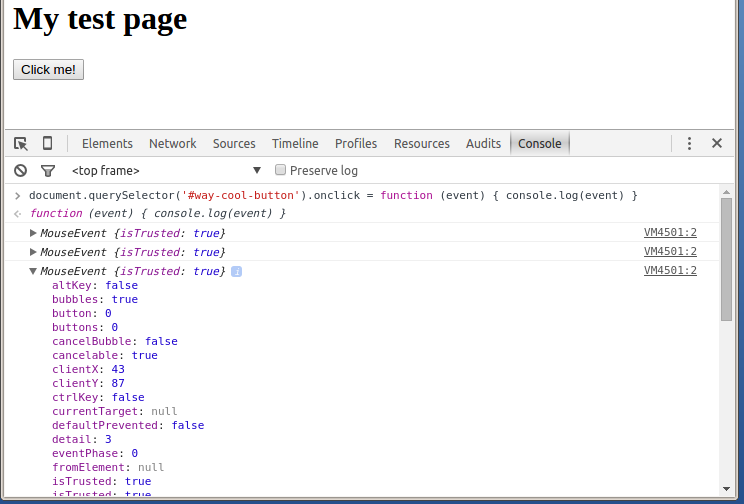 My test page
Click me!
Elements Network Sources Timeline Profiles Resources Audits Console
<top frame> Preserve log
document.querySelector('#way-cool-button').onclick = function (event) { console.log(event) }
function (event) { console.log(event) }
MouseEvent {isTrusted: true} VM4501:2
MouseEvent {isTrusted: true} VM4501:2
MouseEvent {isTrusted: true} i VM4501:2
altKey: false
bubbles: true
button: 0
buttons: 0
cancelBubble: false
cancelable: true
clientX: 43
clientY: 87
ctrlKey: false
currentTarget: null
defaultPrevented: false
detail: 3
eventPhase: 0
fromElement: null
isTrusted: true
isTrusted: true